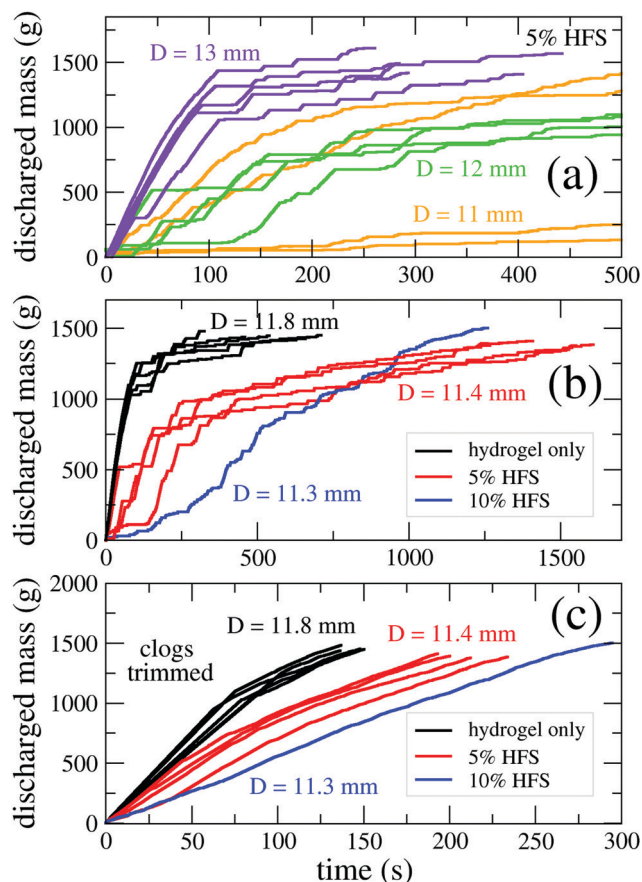 5% HFS
D = 13 mm
D = 12 mm
D = 11 mm
(a)
discharged mass (g)
1500
1000
500
0
0 100 200 300 400 500
D = 11.8 mm
D = 11.4 mm
D = 11.3 mm
(b)
hydrogel only
5% HFS
10% HFS
discharged mass (g)
1500
1000
500
0
0 500 1000 1500
clogs
trimmed
D = 11.8 mm
D = 11.4 mm
D = 11.3 mm
(c)
hydrogel only
5% HFS
10% HFS
discharged mass (g)
2000
1500
1000
500
0
0 50 100 150 200 250 300
time (s)